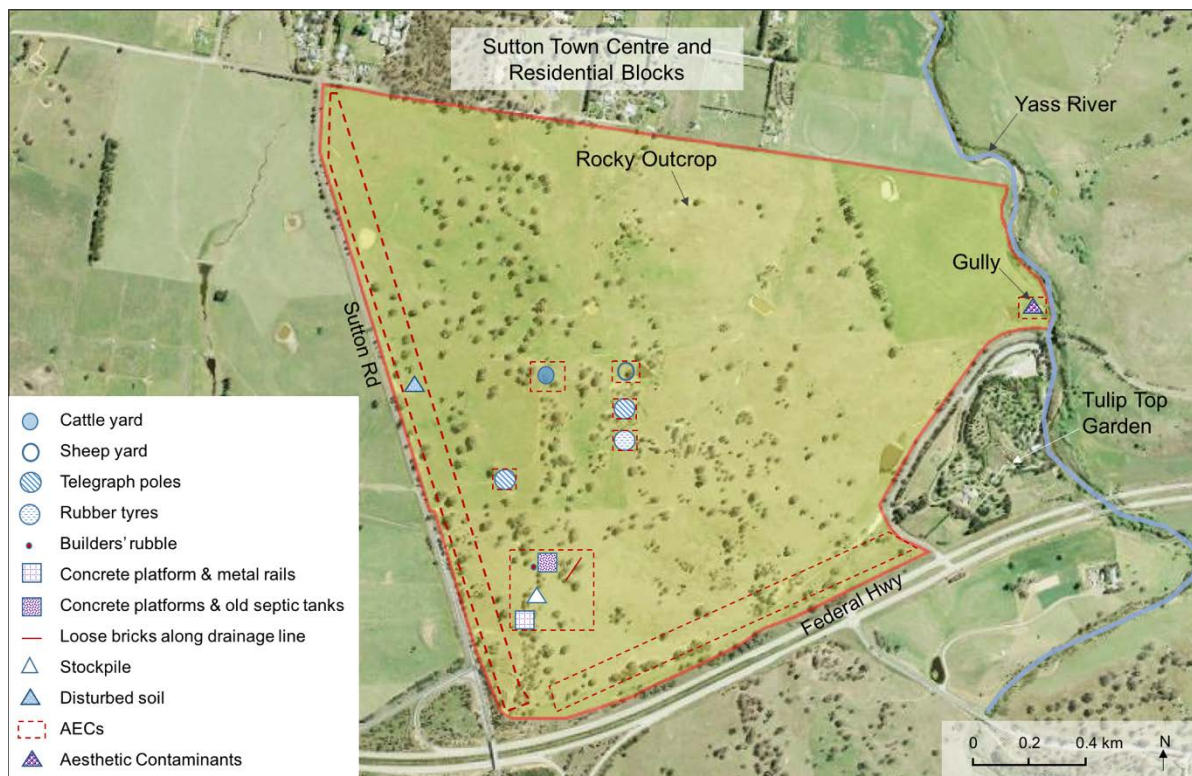 Sutton Town Centre and
Residential Blocks
Yass River
Rocky Outcrop
Gully
Sutton Rd
Tulip Top
Garden
Federal Hwy
Cattle yard
Sheep yard
Telegraph poles
Rubber tyres
Builders’ rubble
Concrete platform & metal rails
Concrete platforms & old septic tanks
Loose bricks along drainage line
Stockpile
Disturbed soil
AECs
Aesthetic Contaminants
0 0.2 0.4 km N